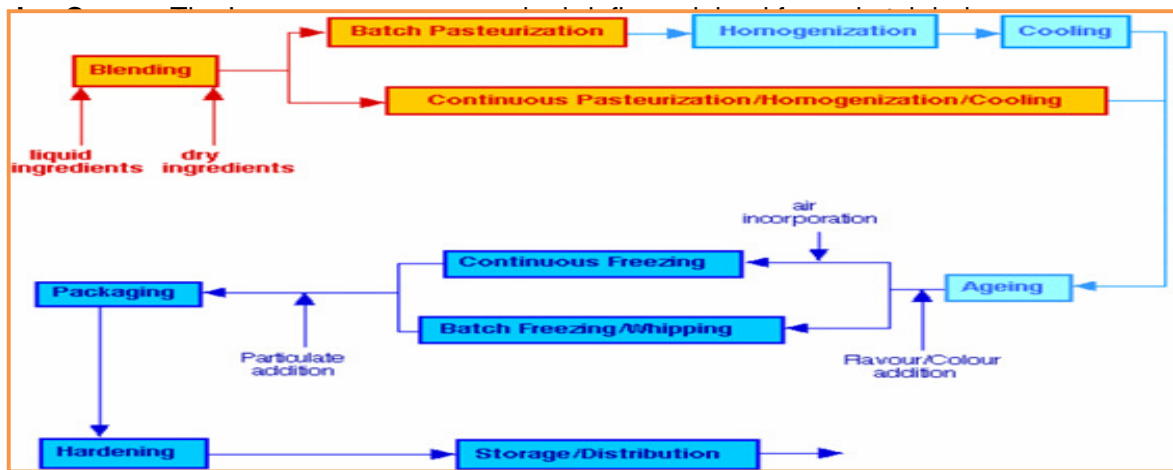 Batch Pasteurization
Homogenization
Cooling
Blending
Continuous Pasteurization/Homogenization/Cooling
liquid
ingredients
dry
ingredients
air
incorporation
Continuous Freezing
Packaging
Ageing
Batch Freezing/Whipping
Particulate
addition
Flavour/Colour
addition
Hardening
Storage/Distribution